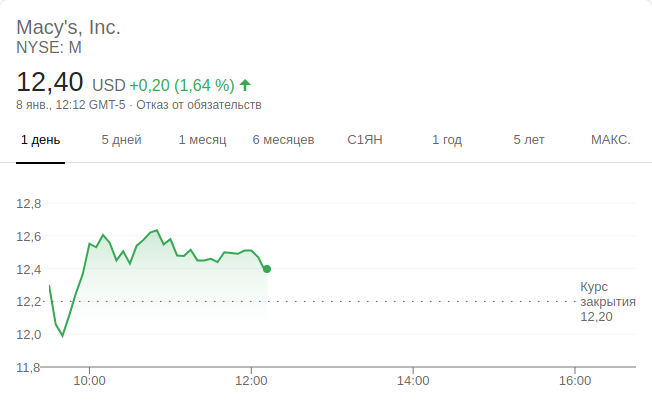 Macy's, Inc.
NYSE: M
12,40 USD +0,20 (1,64 %)
8 янв., 12:12 GMT-5 · Отказ от обязательств
1 день 5 дней 1 месяц 6 месяцев С1ЯН 1 год 5 лет МАКС.
12,8
12,6
12,4
12,2
12,0
11,8
Курс
закрытия
12,20
10:00 12:00 14:00 16:00